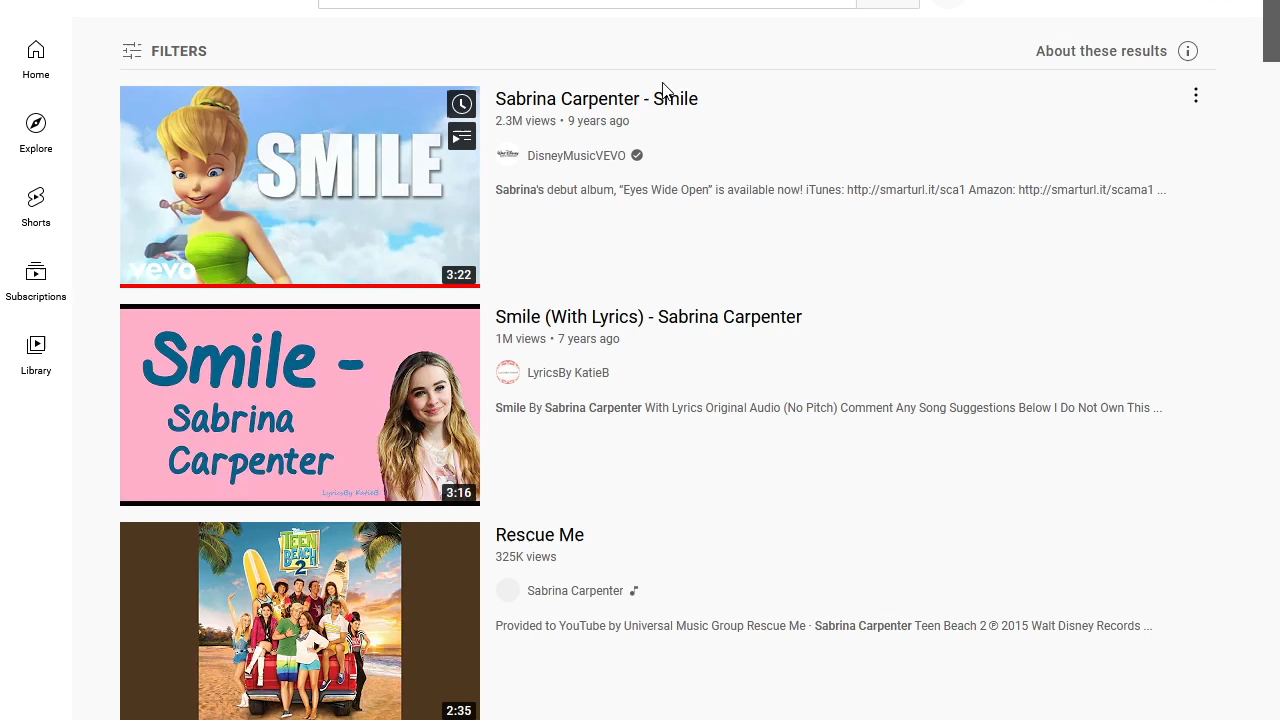 FILTERS
About these results
Home
Explore
Shorts
Subscriptions
Library
SMILE
vevo
3:22
Sabrina Carpenter - Smile
2.3M views • 9 years ago
DisneyMusicVEVO
Sabrina's debut album, “Eyes Wide Open” is available now! iTunes: http://smarturl.it/sca1 Amazon: http://smarturl.it/scama1 ...
Smile -
Sabrina
Carpenter
LyricsBy KatieB
3:16
Smile (With Lyrics) - Sabrina Carpenter
1M views • 7 years ago
LyricsBy KatieB
Smile By Sabrina Carpenter With Lyrics Original Audio (No Pitch) Comment Any Song Suggestions Below I Do Not Own This ...
TEEN
BEACH
2
2:35
Rescue Me
325K views
Sabrina Carpenter
Provided to YouTube by Universal Music Group Rescue Me · Sabrina Carpenter Teen Beach 2 ℗ 2015 Walt Disney Records ...